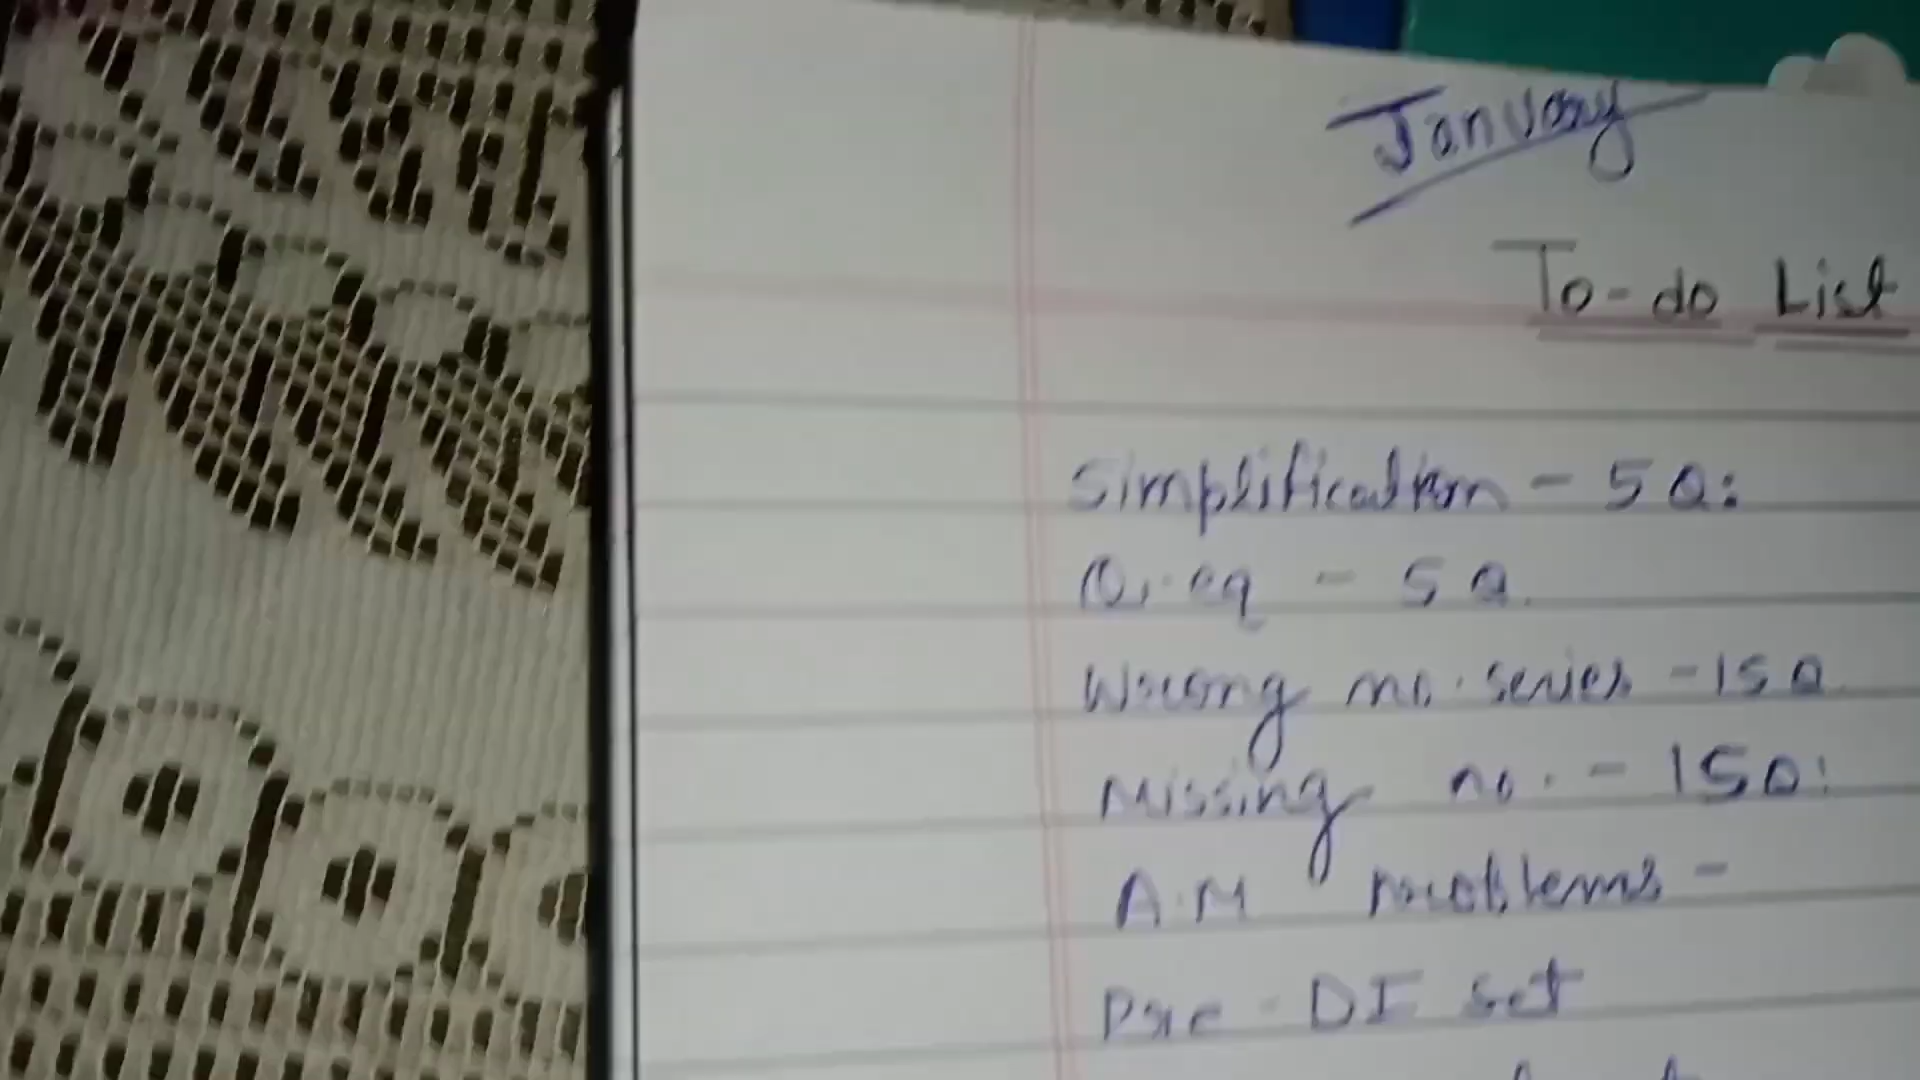 January
To-do List
Simplification - 5 Q:
Q. eq - 5 Q.
Wrong no. series - 15 Q
Missing no. - 15 Q:
A.M problems -
Pre - DI set